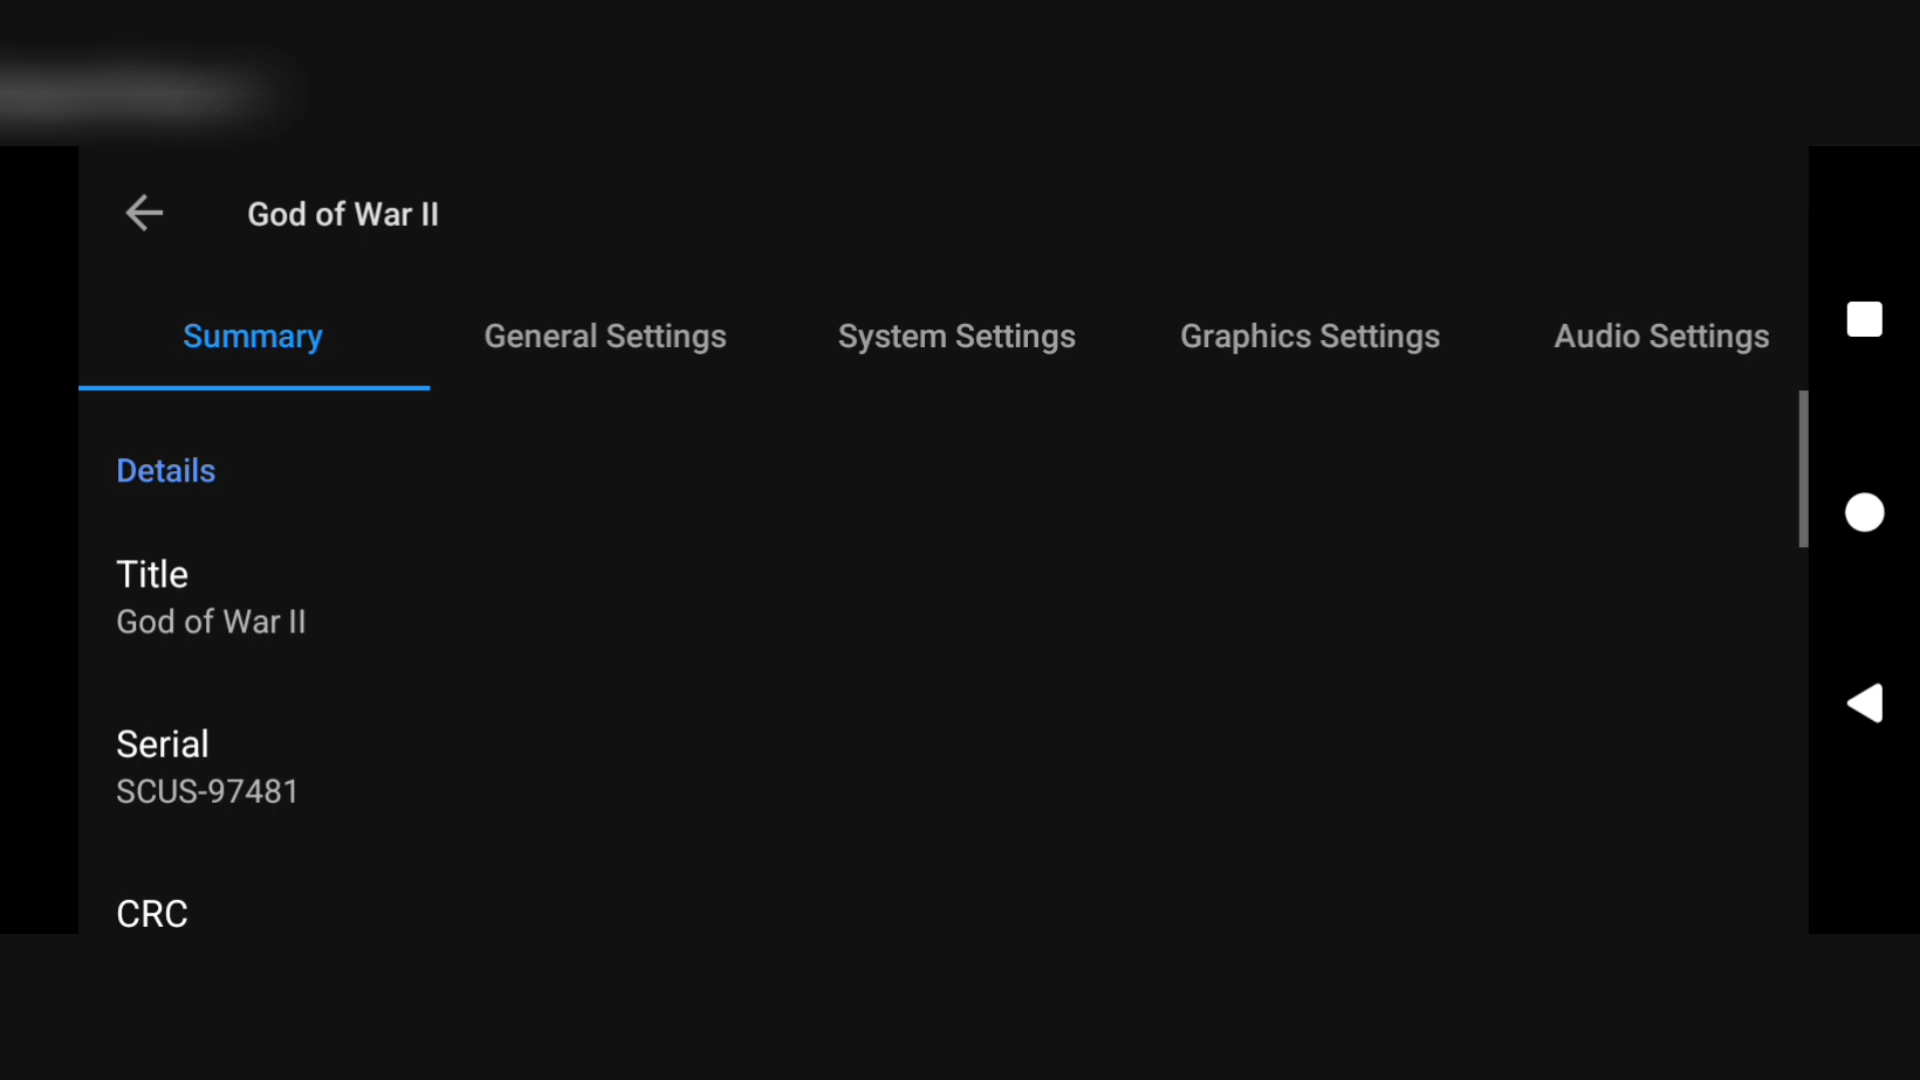 God of War II
Summary
General Settings
System Settings
Graphics Settings
Audio Settings
Details
Title
God of War II
Serial
SCUS-97481
CRC